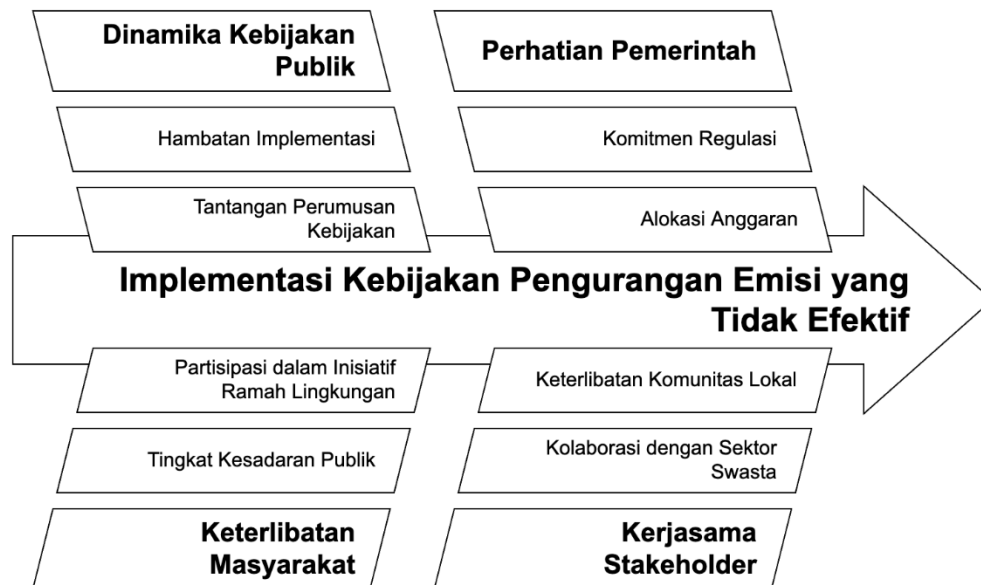 Dinamika Kebijakan
Publik
Perhatian Pemerintah
Hambatan Implementasi
Komitmen Regulasi
Tantangan Perumusan
Kebijakan
Alokasi Anggaran
Implementasi Kebijakan Pengurangan Emisi yang
Tidak Efektif
Partisipasi dalam Inisiatif
Ramah Lingkungan
Keterlibatan Komunitas Lokal
Tingkat Kesadaran Publik
Kolaborasi dengan Sektor
Swasta
Keterlibatan
Masyarakat
Kerjasama
Stakeholder